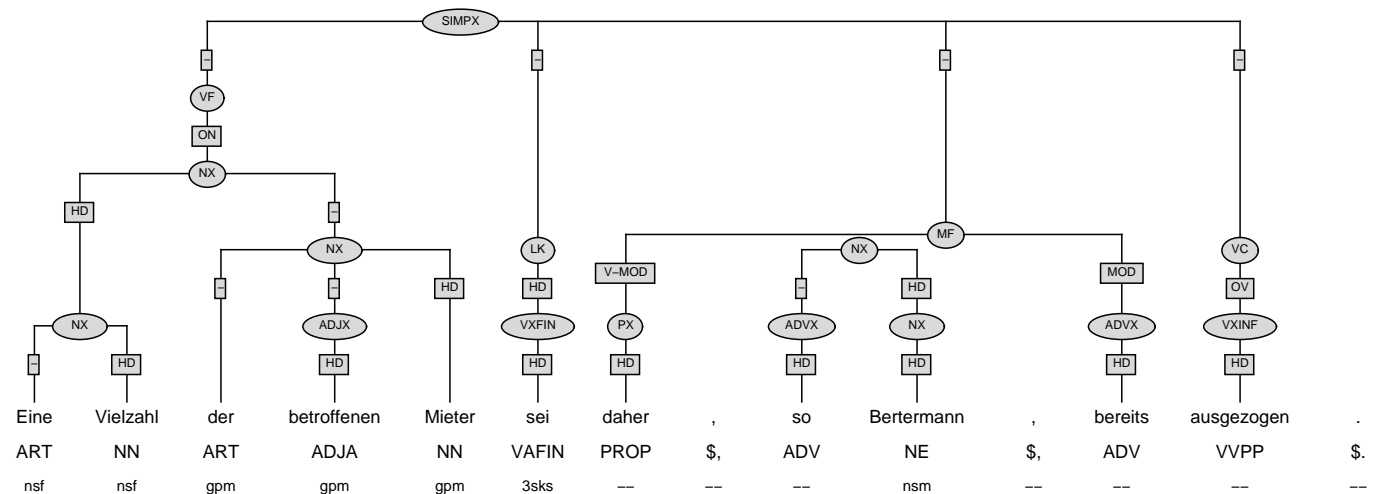 SIMPX
– – – –
VF
ON
NX
HD –
NX LK NX MF VC
– – HD HD V–MOD – HD MOD OV
NX ADJX VXFIN PX ADVX NX ADVX VXINF
– HD HD HD HD HD HD HD HD
Eine Vielzahl der betroffenen Mieter sei daher , so Bertermann , bereits ausgezogen .
ART NN ART ADJA NN VAFIN PROP $, ADV NE $, ADV VVPP $.
nsf nsf gpm gpm gpm 3sks –– –– –– nsm –– –– –– ––